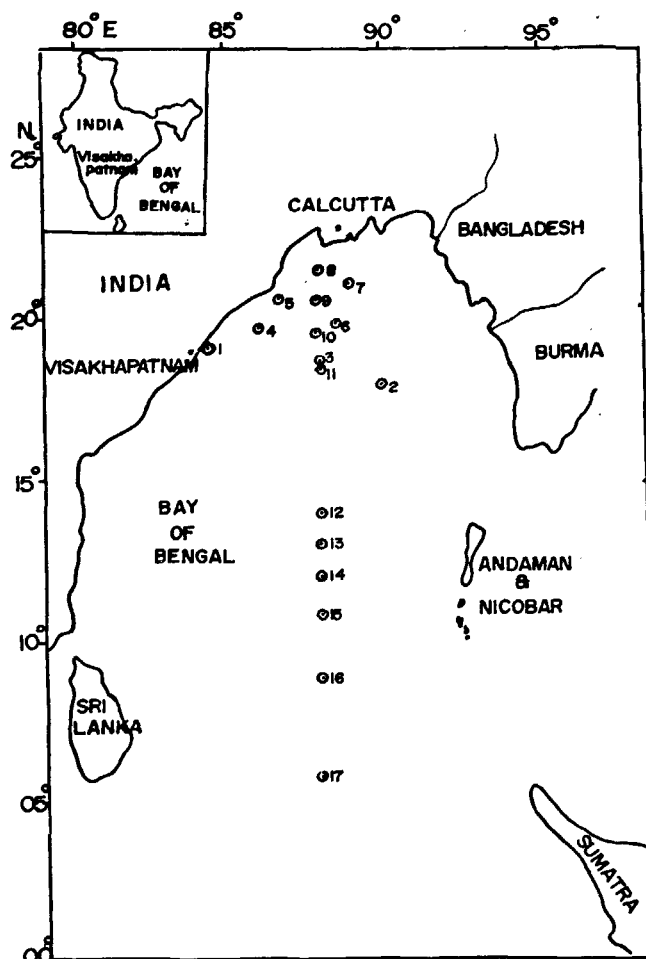 80° E 85° 90° 95°
N
25°
20°
15°
10°
05°
00°
INDIA
Visakha
patnam
BAY
OF
BENGAL
CALCUTTA
BANGLADESH
INDIA
8
7
5
9
4
6
10
1
VISAKHAPATNAM
3
11
BURMA
2
BAY
OF
BENGAL
12
13
14
15
ANDAMAN
&
NICOBAR
16
SRI
LANKA
17
SUMATRA